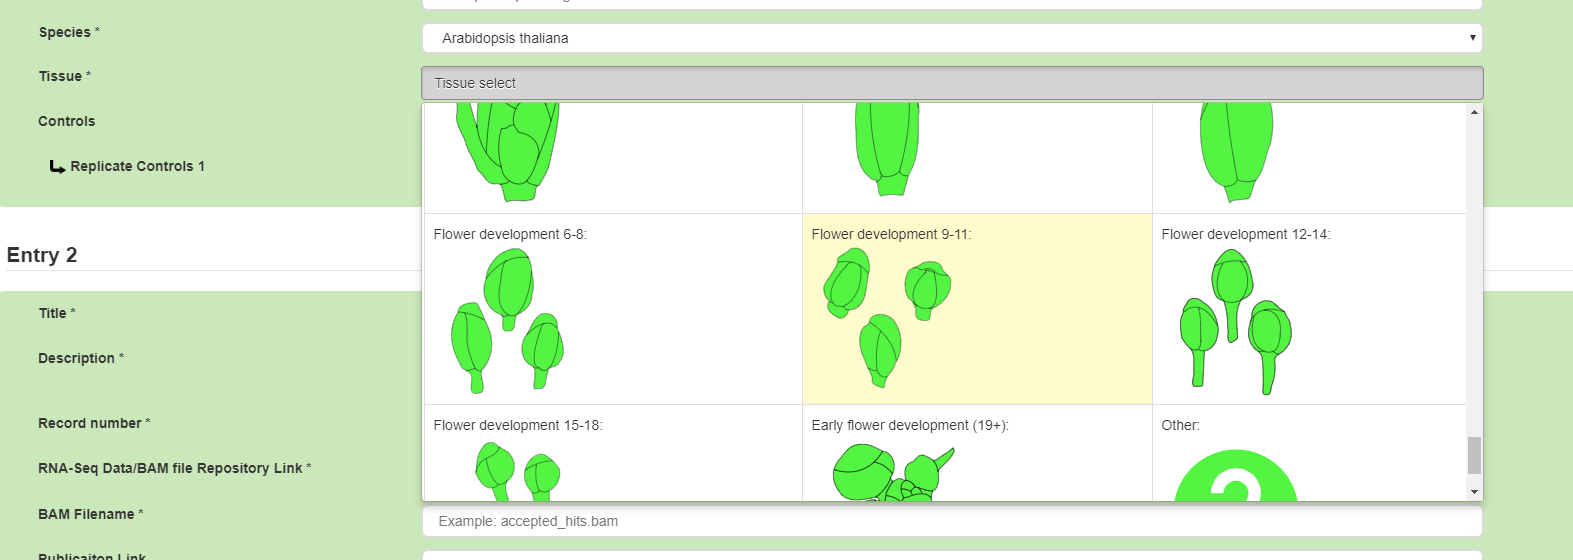 Species *
Arabidopsis thaliana
Tissue *
Tissue select
Controls
Replicate Controls 1
Flower development 6-8:
Flower development 9-11:
Flower development 12-14:
Entry 2
Title *
Description *
Flower development 15-18:
Early flower development (19+):
Other:
?
Record number *
RNA-Seq Data/BAM file Repository Link *
BAM Filename *
Example: accepted_hits.bam
Publicaiton Link